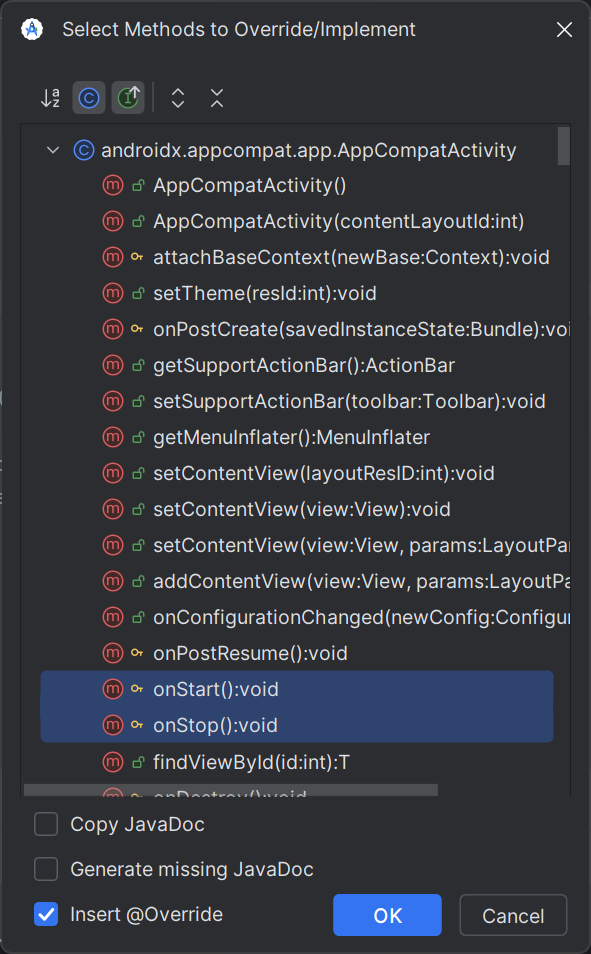 Select Methods to Override/Implement
androidx.appcompat.app.AppCompatActivity
AppCompatActivity()
AppCompatActivity(contentLayoutId:int)
attachBaseContext(newBase:Context):void
setTheme(resId:int):void
onPostCreate(savedInstanceState:Bundle):voi
getSupportActionBar():ActionBar
setSupportActionBar(toolbar:Toolbar):void
getMenuInflater():MenuInflater
setContentView(layoutResID:int):void
setContentView(view:View):void
setContentView(view:View, params:LayoutPar
addContentView(view:View, params:LayoutPa
onConfigurationChanged(newConfig:Configur
onPostResume():void
onStart():void
onStop():void
findViewById(id:int):T
onDestroy():void
Copy JavaDoc
Generate missing JavaDoc
Insert @Override
OK
Cancel